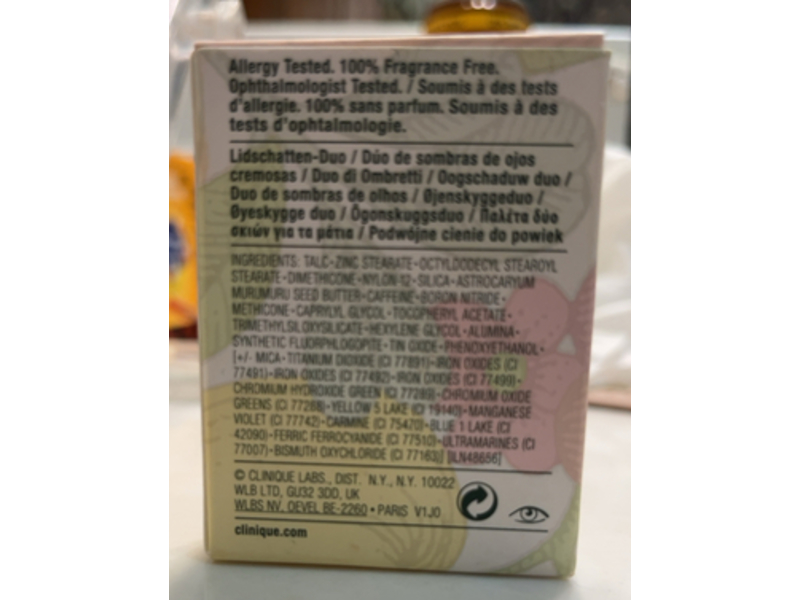 Allergy Tested. 100% Fragrance Free.
Ophthalmologist Tested. / Soumis à des tests
d'allergie. 100% sans parfum. Soumis à des
tests d'ophtalmologie.
Lidschatten-Duo / Dúo de sombras de ojos
cremosas / Duo di Ombretti / Oogschaduw duo /
Duo de sombras de olhos / Øjenskyggeduo /
Øyeskygge duo / Ögonskuggsduo / Παλέτα δύο
σκιών για τα μάτια / Podwójne cienie do powiek
INGREDIENTS: TALC • ZINC STEARATE • OCTYLDODECYL STEAROYL
STEARATE • DIMETHICONE • NYLON-12 • SILICA • ASTROCARYUM
MURUMURU SEED BUTTER • CAFFEINE • BORON NITRIDE •
METHICONE • CAPRYLYL GLYCOL • TOCOPHERYL ACETATE •
TRIMETHYLSILOXYSILICATE • HEXYLENE GLYCOL • ALUMINA •
SYNTHETIC FLUORPHLOGOPITE • TIN OXIDE • PHENOXYETHANOL •
[+/- MICA • TITANIUM DIOXIDE (CI 77891) • IRON OXIDES (CI
77491) • IRON OXIDES (CI 77492) • IRON OXIDES (CI 77499) •
CHROMIUM HYDROXIDE GREEN (CI 77289) • CHROMIUM OXIDE
GREENS (CI 77288) • YELLOW 5 LAKE (CI 19140) • MANGANESE
VIOLET (CI 77742) • CARMINE (CI 75470) • BLUE 1 LAKE (CI
42090) • FERRIC FERROCYANIDE (CI 77510) • ULTRAMARINES (CI
77007) • BISMUTH OXYCHLORIDE (CI 77163)] [ILN48656]
© CLINIQUE LABS., DIST. N.Y., N.Y. 10022
WLB LTD, GU32 3DD, UK
WLBS NV, OEVEL BE-2260 • PARIS V1J0
clinique.com